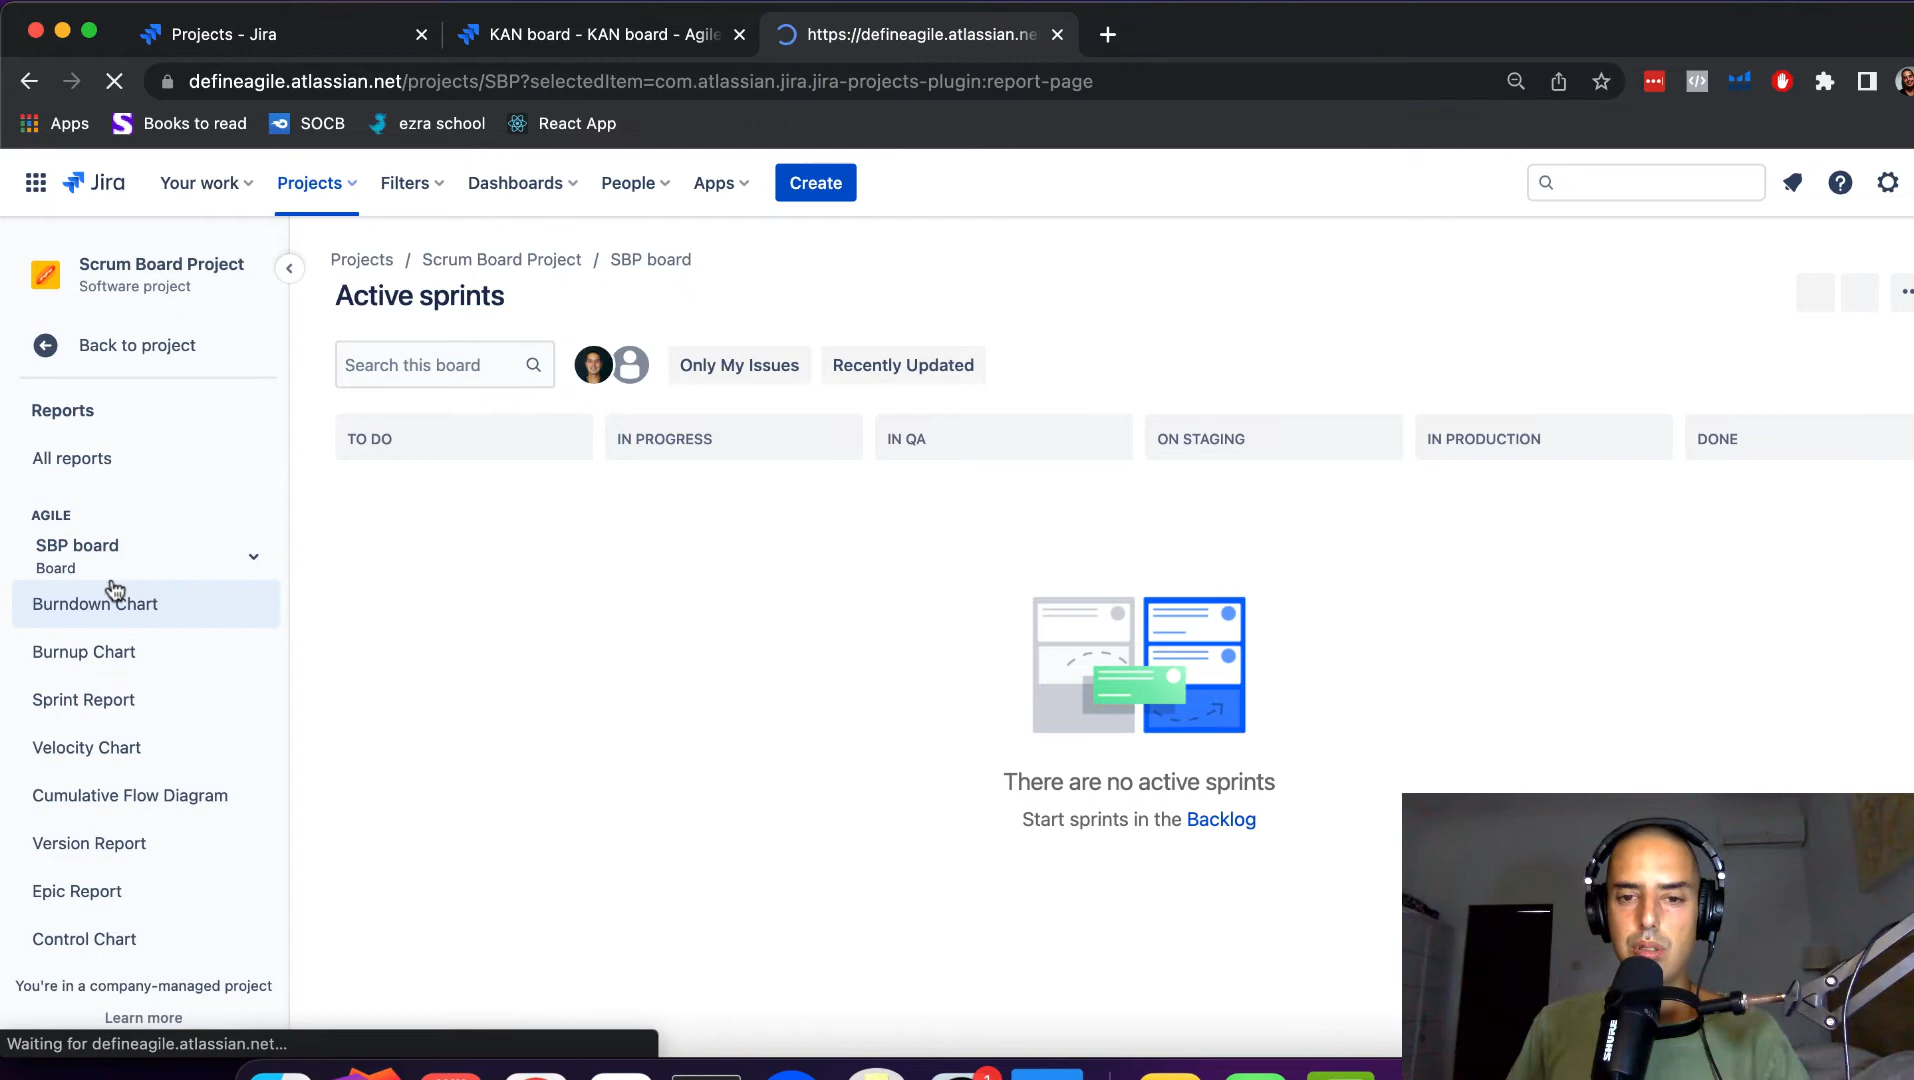 Projects - Jira
KAN board - KAN board - Agile
https://defineagile.atlassian.ne
defineagile.atlassian.net/projects/SBP?selectedItem=com.atlassian.jira.jira-projects-plugin:report-page
Apps
Books to read
SOCB
ezra school
React App
Jira
Your work
Projects
Filters
Dashboards
People
Apps
Create
Scrum Board Project
Software project
Back to project
Reports
All reports
AGILE
SBP board
Board
Burndown Chart
Burnup Chart
Sprint Report
Velocity Chart
Cumulative Flow Diagram
Version Report
Epic Report
Control Chart
You're in a company-managed project
Learn more
Projects / Scrum Board Project / SBP board
Active sprints
Search this board
Only My Issues
Recently Updated
TO DO
IN PROGRESS
IN QA
ON STAGING
IN PRODUCTION
DONE
There are no active sprints
Start sprints in the Backlog
Waiting for defineagile.atlassian.net...
SHURE
1